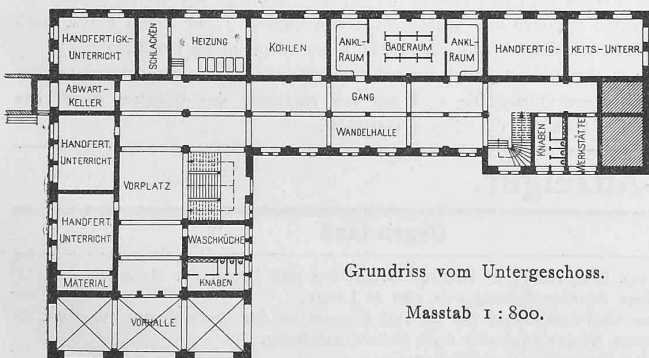 HANDFERTIGK-
UNTERRICHT
SCHLACKEN
HEIZUNG
KOHLEN
ANKL-
RAUM
BADERAUM
ANKL-
RAUM
HANDFERTIG-
KEITS-UNTERR.
ABWART-
KELLER
GANG
WANDELHALLE
HANDFERT.
UNTERRICHT
VORPLATZ
KNABEN
WERKSTÄTTE
HANDFERT.
UNTERRICHT
WASCHKÜCHE
MATERIAL
KNABEN
VORHALLE
Grundriss vom Untergeschoss.
Masstab 1 : 800.